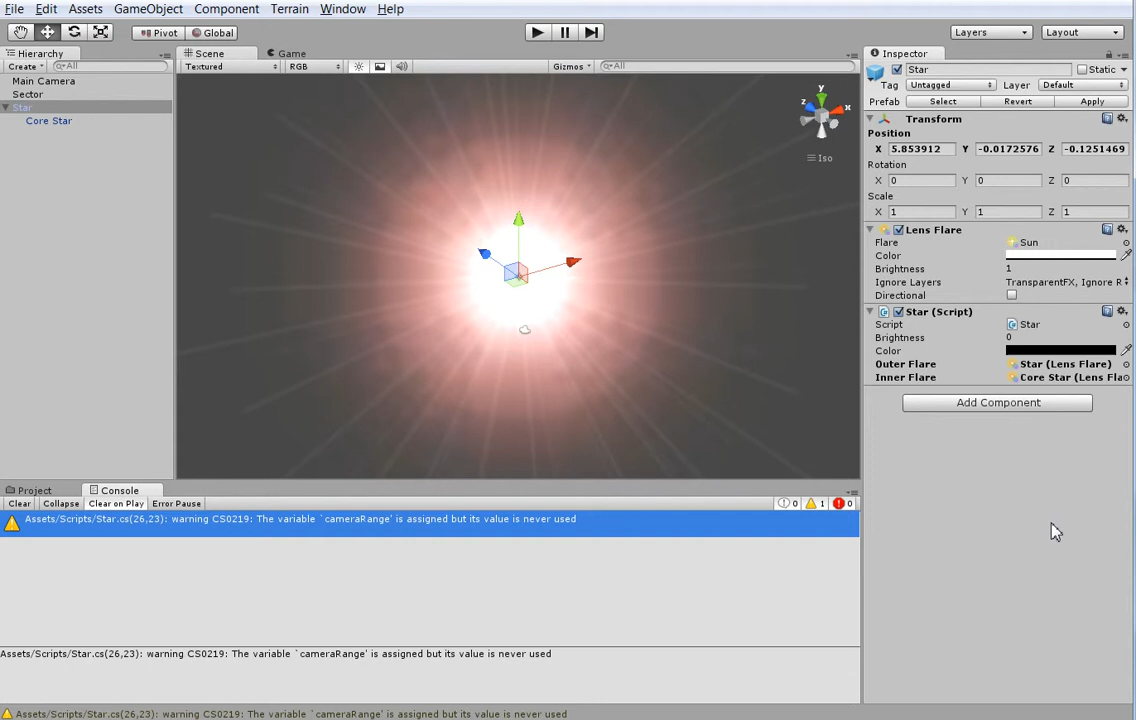 File Edit Assets GameObject Component Terrain Window Help
Pivot Global Layers Layout
Hierarchy
Create All
Main Camera
Sector
Star
Core Star
Scene Game
Textured RGB Gizmos All
y
x
z
Iso
Inspector
Star Static
Tag Untagged Layer Default
Prefab Select Revert Apply
Transform
Position
X 5.853912 Y -0.0172576 Z -0.1251469
Rotation
X 0 Y 0 Z 0
Scale
X 1 Y 1 Z 1
Lens Flare
Flare Sun
Color
Brightness 1
Ignore Layers TransparentFX, Ignore R
Directional
Star (Script)
Script Star
Brightness 0
Color
Outer Flare Star (Lens Flare)
Inner Flare Core Star (Lens Fla
Add Component
Project Console
Clear Collapse Clear on Play Error Pause 0 1 0
Assets/Scripts/Star.cs(26,23): warning CS0219: The variable `cameraRange' is assigned but its value is never used
Assets/Scripts/Star.cs(26,23): warning CS0219: The variable `cameraRange' is assigned but its value is never used
Assets/Scripts/Star.cs(26,23): warning CS0219: The variable `cameraRange' is assigned but its value is never used